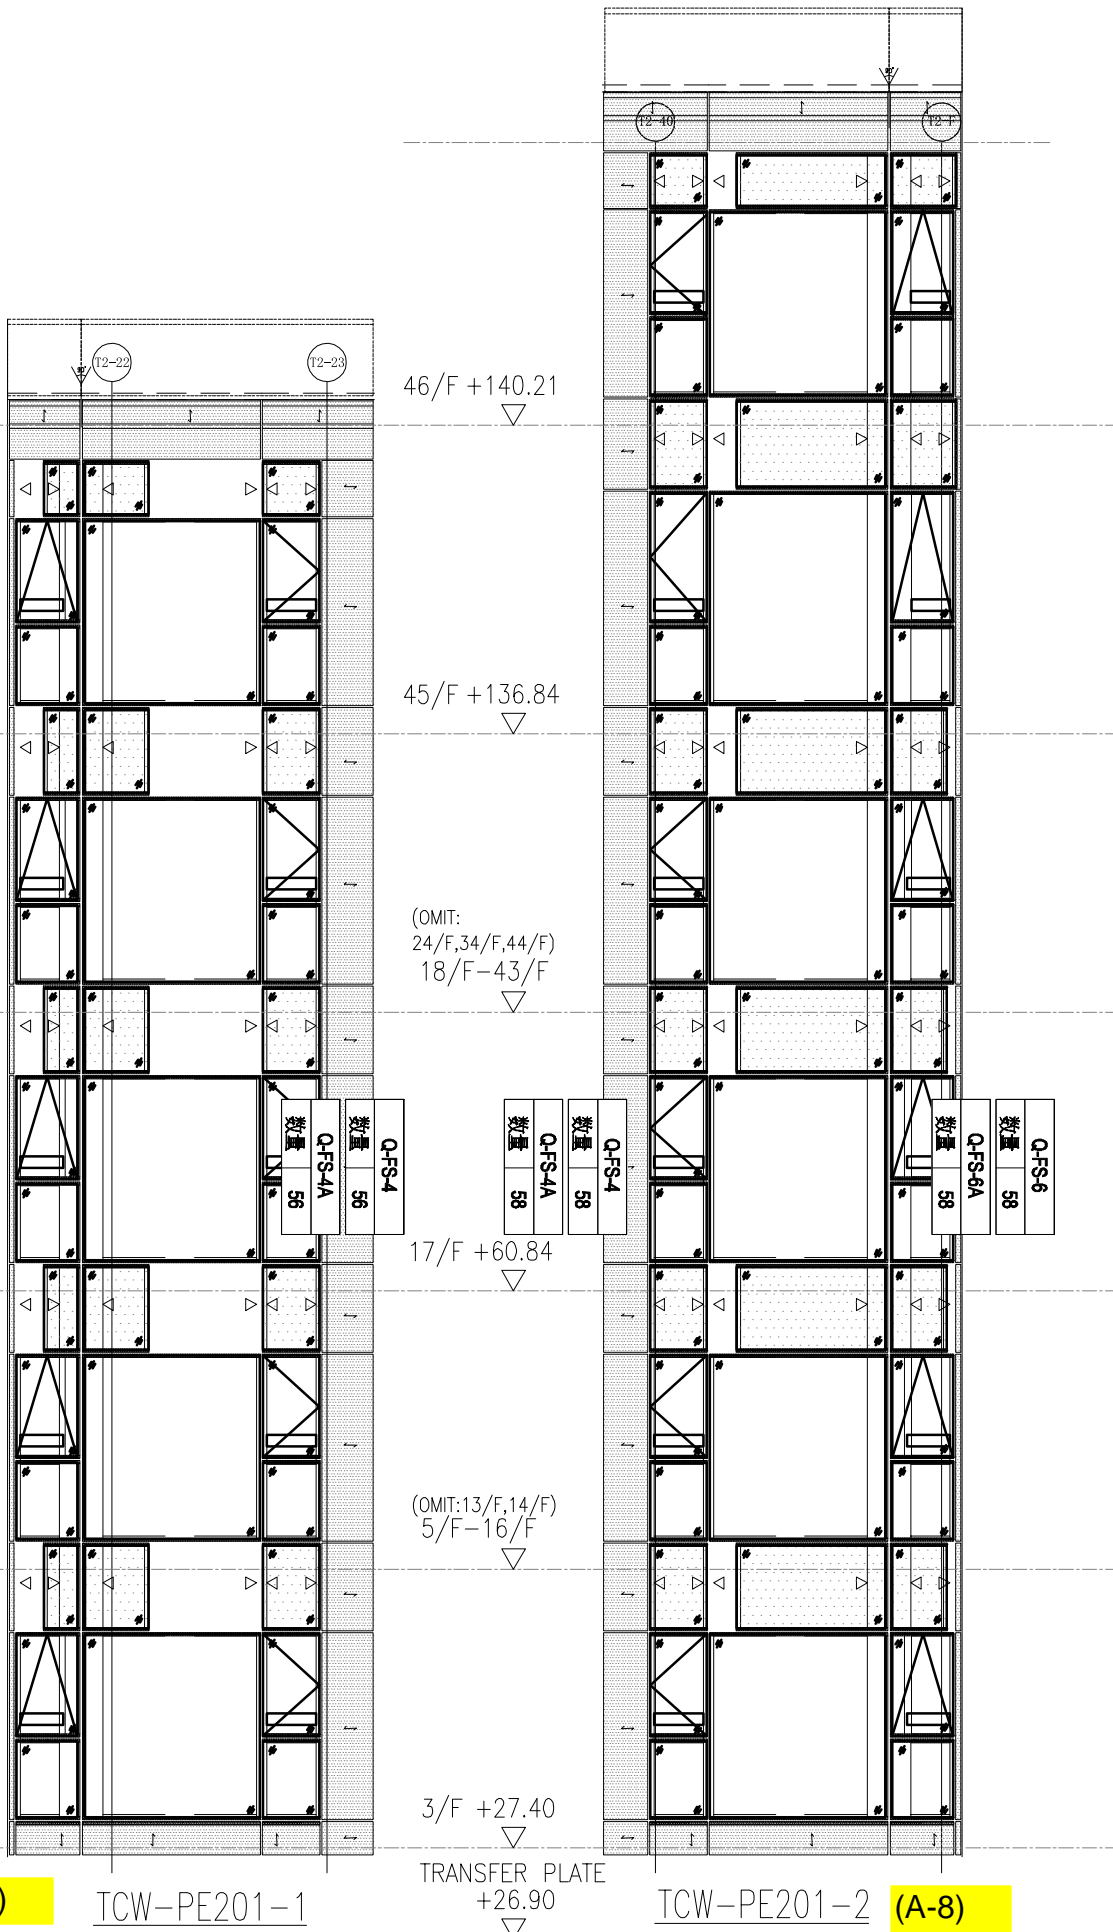 90°
T2-40
T2-F
46/F +140.21
90°
T2-22
T2-23
45/F +136.84
(OMIT:
24/F,34/F,44/F)
18/F-43/F
Q-FS-4
数量 56
Q-FS-4A
数量 56
Q-FS-4
数量 58
Q-FS-4A
数量 58
Q-FS-6
数量 58
Q-FS-6A
数量 58
17/F +60.84
(OMIT:13/F,14/F)
5/F-16/F
3/F +27.40
TRANSFER PLATE
+26.90
)
TCW-PE201-1
TCW-PE201-2
(A-8)